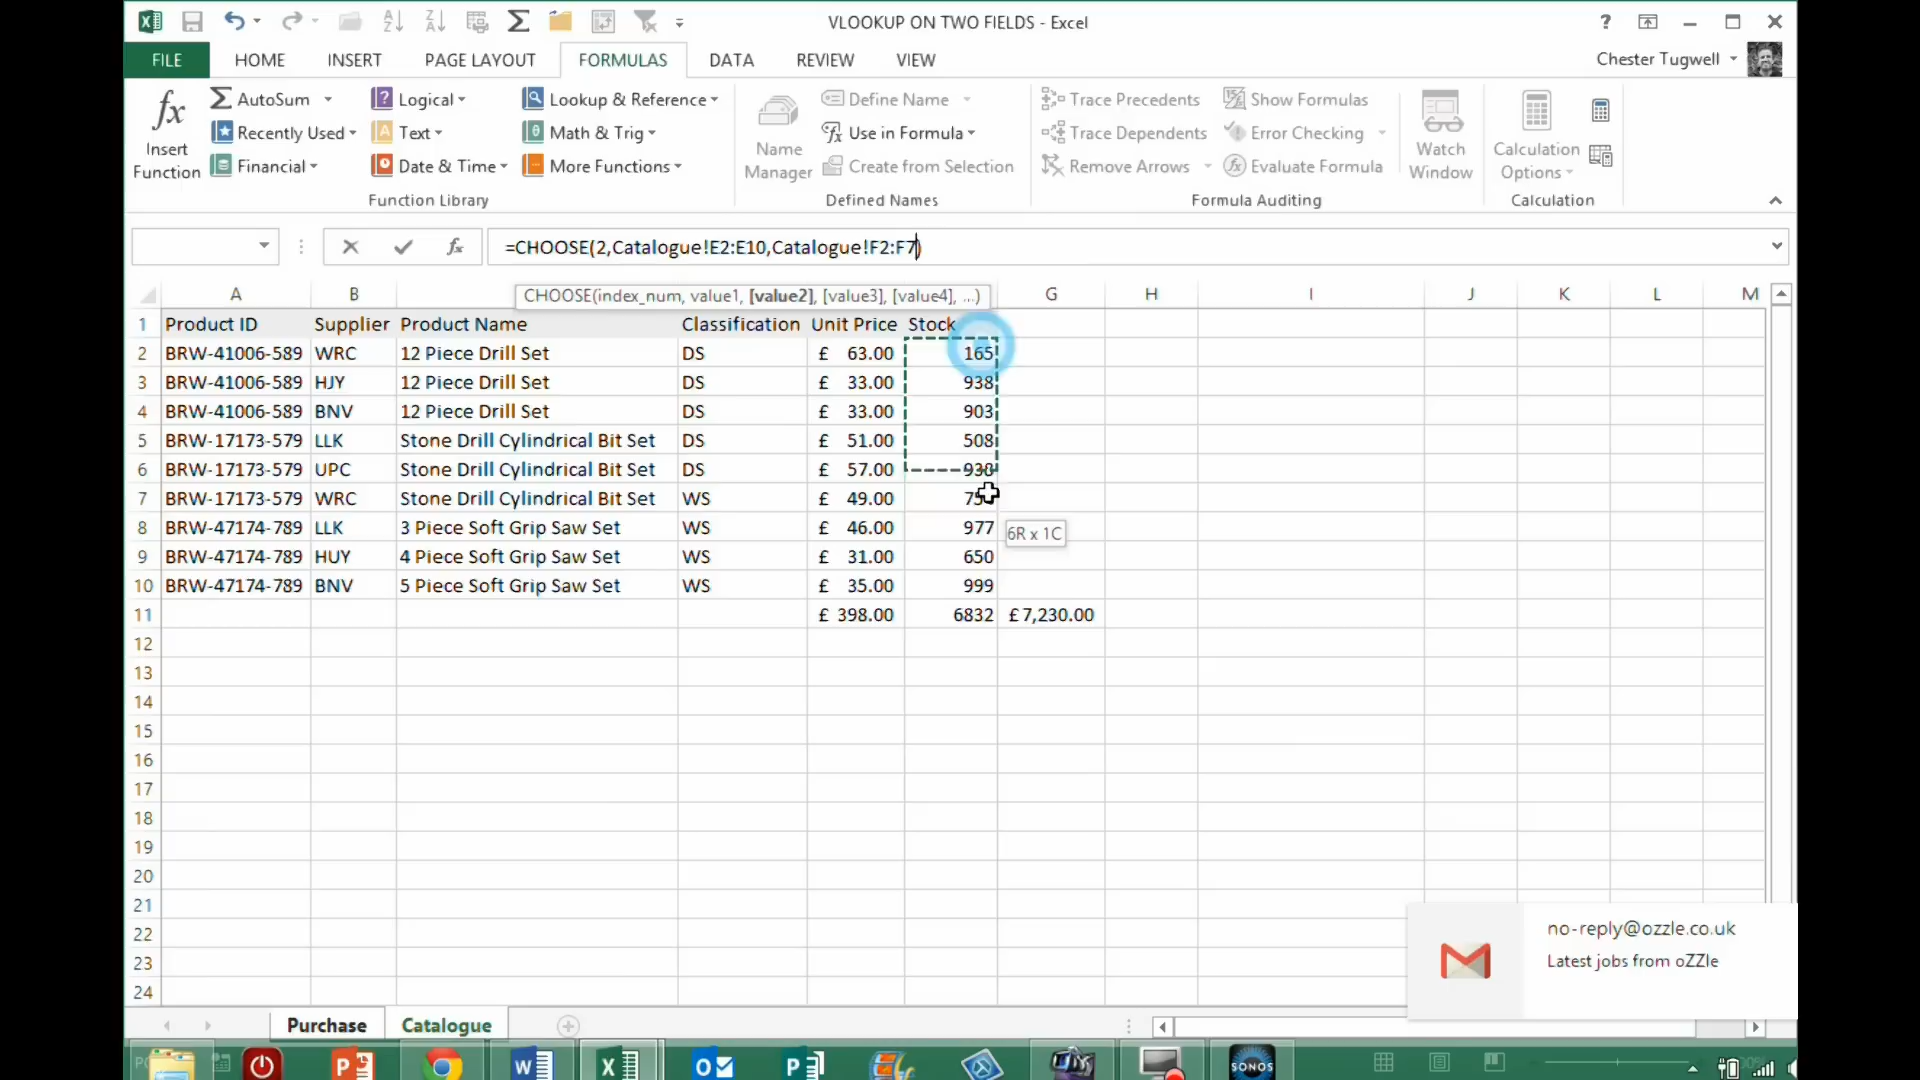 VLOOKUP ON TWO FIELDS - Excel
FILE HOME INSERT PAGE LAYOUT FORMULAS DATA REVIEW VIEW Chester Tugwell
fx Insert Function
AutoSum
Recently Used
Financial
Logical
Text
Date & Time
Lookup & Reference
Math & Trig
More Functions
Function Library
Name Manager
Define Name
Use in Formula
Create from Selection
Defined Names
Trace Precedents
Trace Dependents
Remove Arrows
Show Formulas
Error Checking
Evaluate Formula
Formula Auditing
Watch Window
Calculation Options
Calculation
fx =CHOOSE(2,Catalogue!E2:E10,Catalogue!F2:F7)
CHOOSE(index_num, value1, [value2], [value3], [value4], ...)
A B G H I J K L M
1 Product ID Supplier Product Name Classification Unit Price Stock
2 BRW-41006-589 WRC 12 Piece Drill Set DS £ 63.00 165
3 BRW-41006-589 HJY 12 Piece Drill Set DS £ 33.00 938
4 BRW-41006-589 BNV 12 Piece Drill Set DS £ 33.00 903
5 BRW-17173-579 LLK Stone Drill Cylindrical Bit Set DS £ 51.00 508
6 BRW-17173-579 UPC Stone Drill Cylindrical Bit Set DS £ 57.00
7 BRW-17173-579 WRC Stone Drill Cylindrical Bit Set WS £ 49.00
8 BRW-47174-789 LLK 3 Piece Soft Grip Saw Set WS £ 46.00 977
6R x 1C
9 BRW-47174-789 HUY 4 Piece Soft Grip Saw Set WS £ 31.00 650
10 BRW-47174-789 BNV 5 Piece Soft Grip Saw Set WS £ 35.00 999
11 £ 398.00 6832 £7,230.00
12
13
14
15
16
17
18
19
20
21
22
23
24
no-reply@ozzle.co.uk
Latest jobs from oZZle
Purchase Catalogue
SONOS